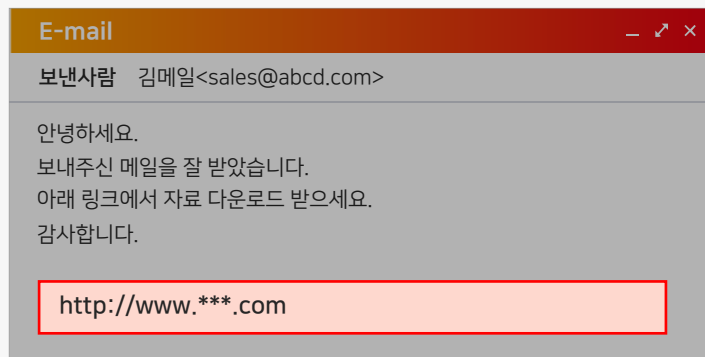 E-mail
보낸사람 김메일<sales@abcd.com>
안녕하세요.
보내주신 메일을 잘 받았습니다.
아래 링크에서 자료 다운로드 받으세요.
감사합니다.
http://www.***.com